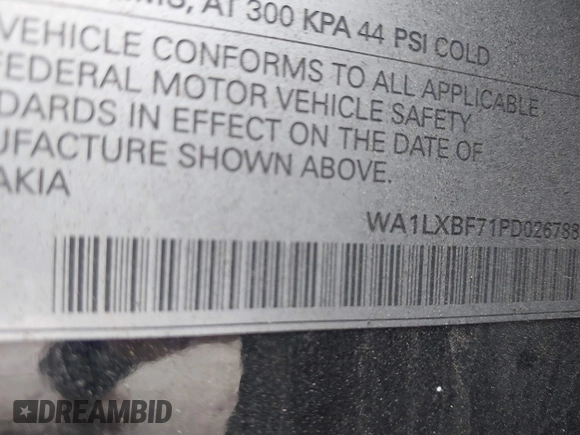 AT 300 KPA 44 PSI COLD
VEHICLE CONFORMS TO ALL APPLICABLE
FEDERAL MOTOR VEHICLE SAFETY
DARDS IN EFFECT ON THE DATE OF
UFACTURE SHOWN ABOVE.
AKIA
WA1LXBF71PD026788
DREAMBID